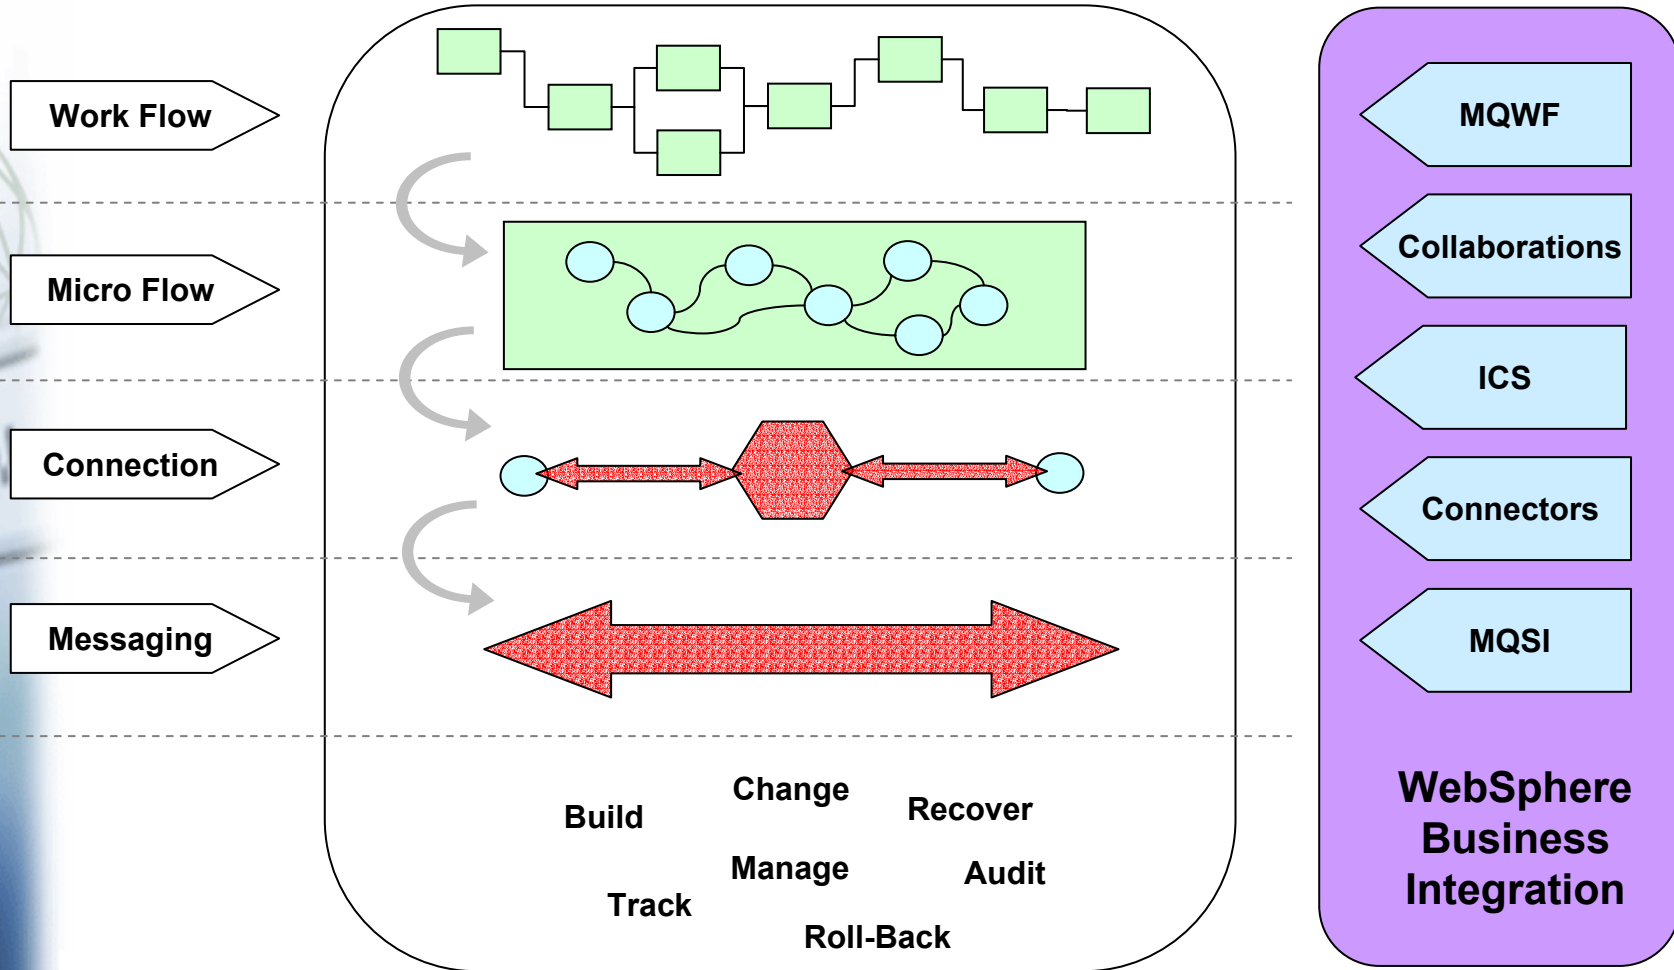 Work Flow
MQWF
Collaborations
Micro Flow
ICS
Connection
Connectors
Messaging
MQSI
Change
Build
Recover
Manage
Audit
Track
Roll-Back
WebSphere
Business
Integration